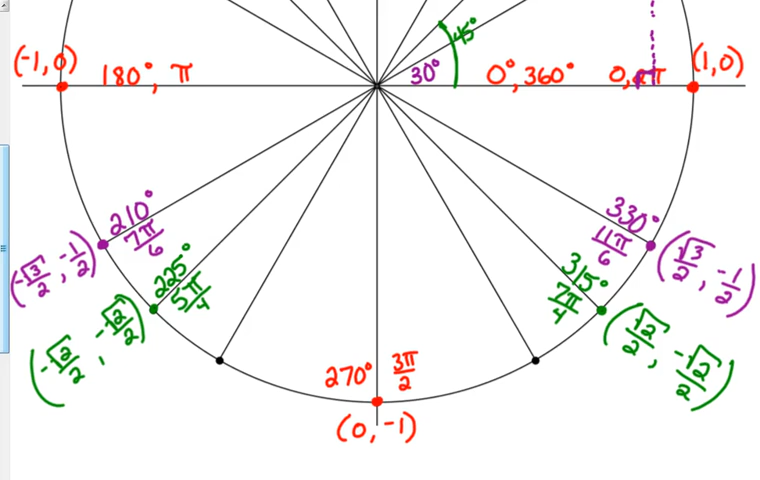 45°
(-1,0) 180°, π 30° 0°,360° 0,2π (1,0)
210°
7π/6
(-√3/2, -1/2)
225°
5π/4
(-√2/2, -√2/2)
270° 3π/2
(0,-1)
330°
11π/6
(√3/2, -1/2)
315°
7π/4
(√2/2, -√2/2)